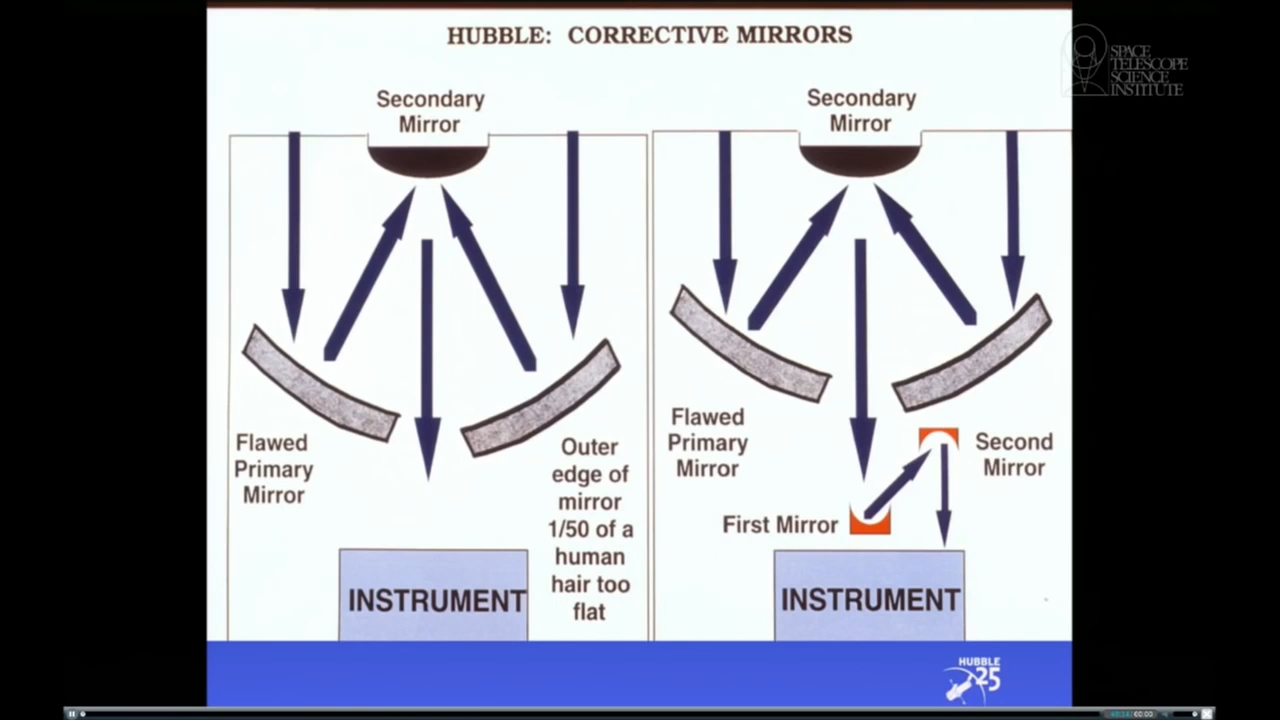 HUBBLE: CORRECTIVE MIRRORS
SPACE
TELESCOPE
SCIENCE
INSTITUTE
Secondary
Mirror
Flawed
Primary
Mirror
Outer
edge of
mirror
1/50 of a
human
hair too
flat
INSTRUMENT
Secondary
Mirror
Flawed
Primary
Mirror
Second
Mirror
First Mirror
INSTRUMENT
HUBBLE
25